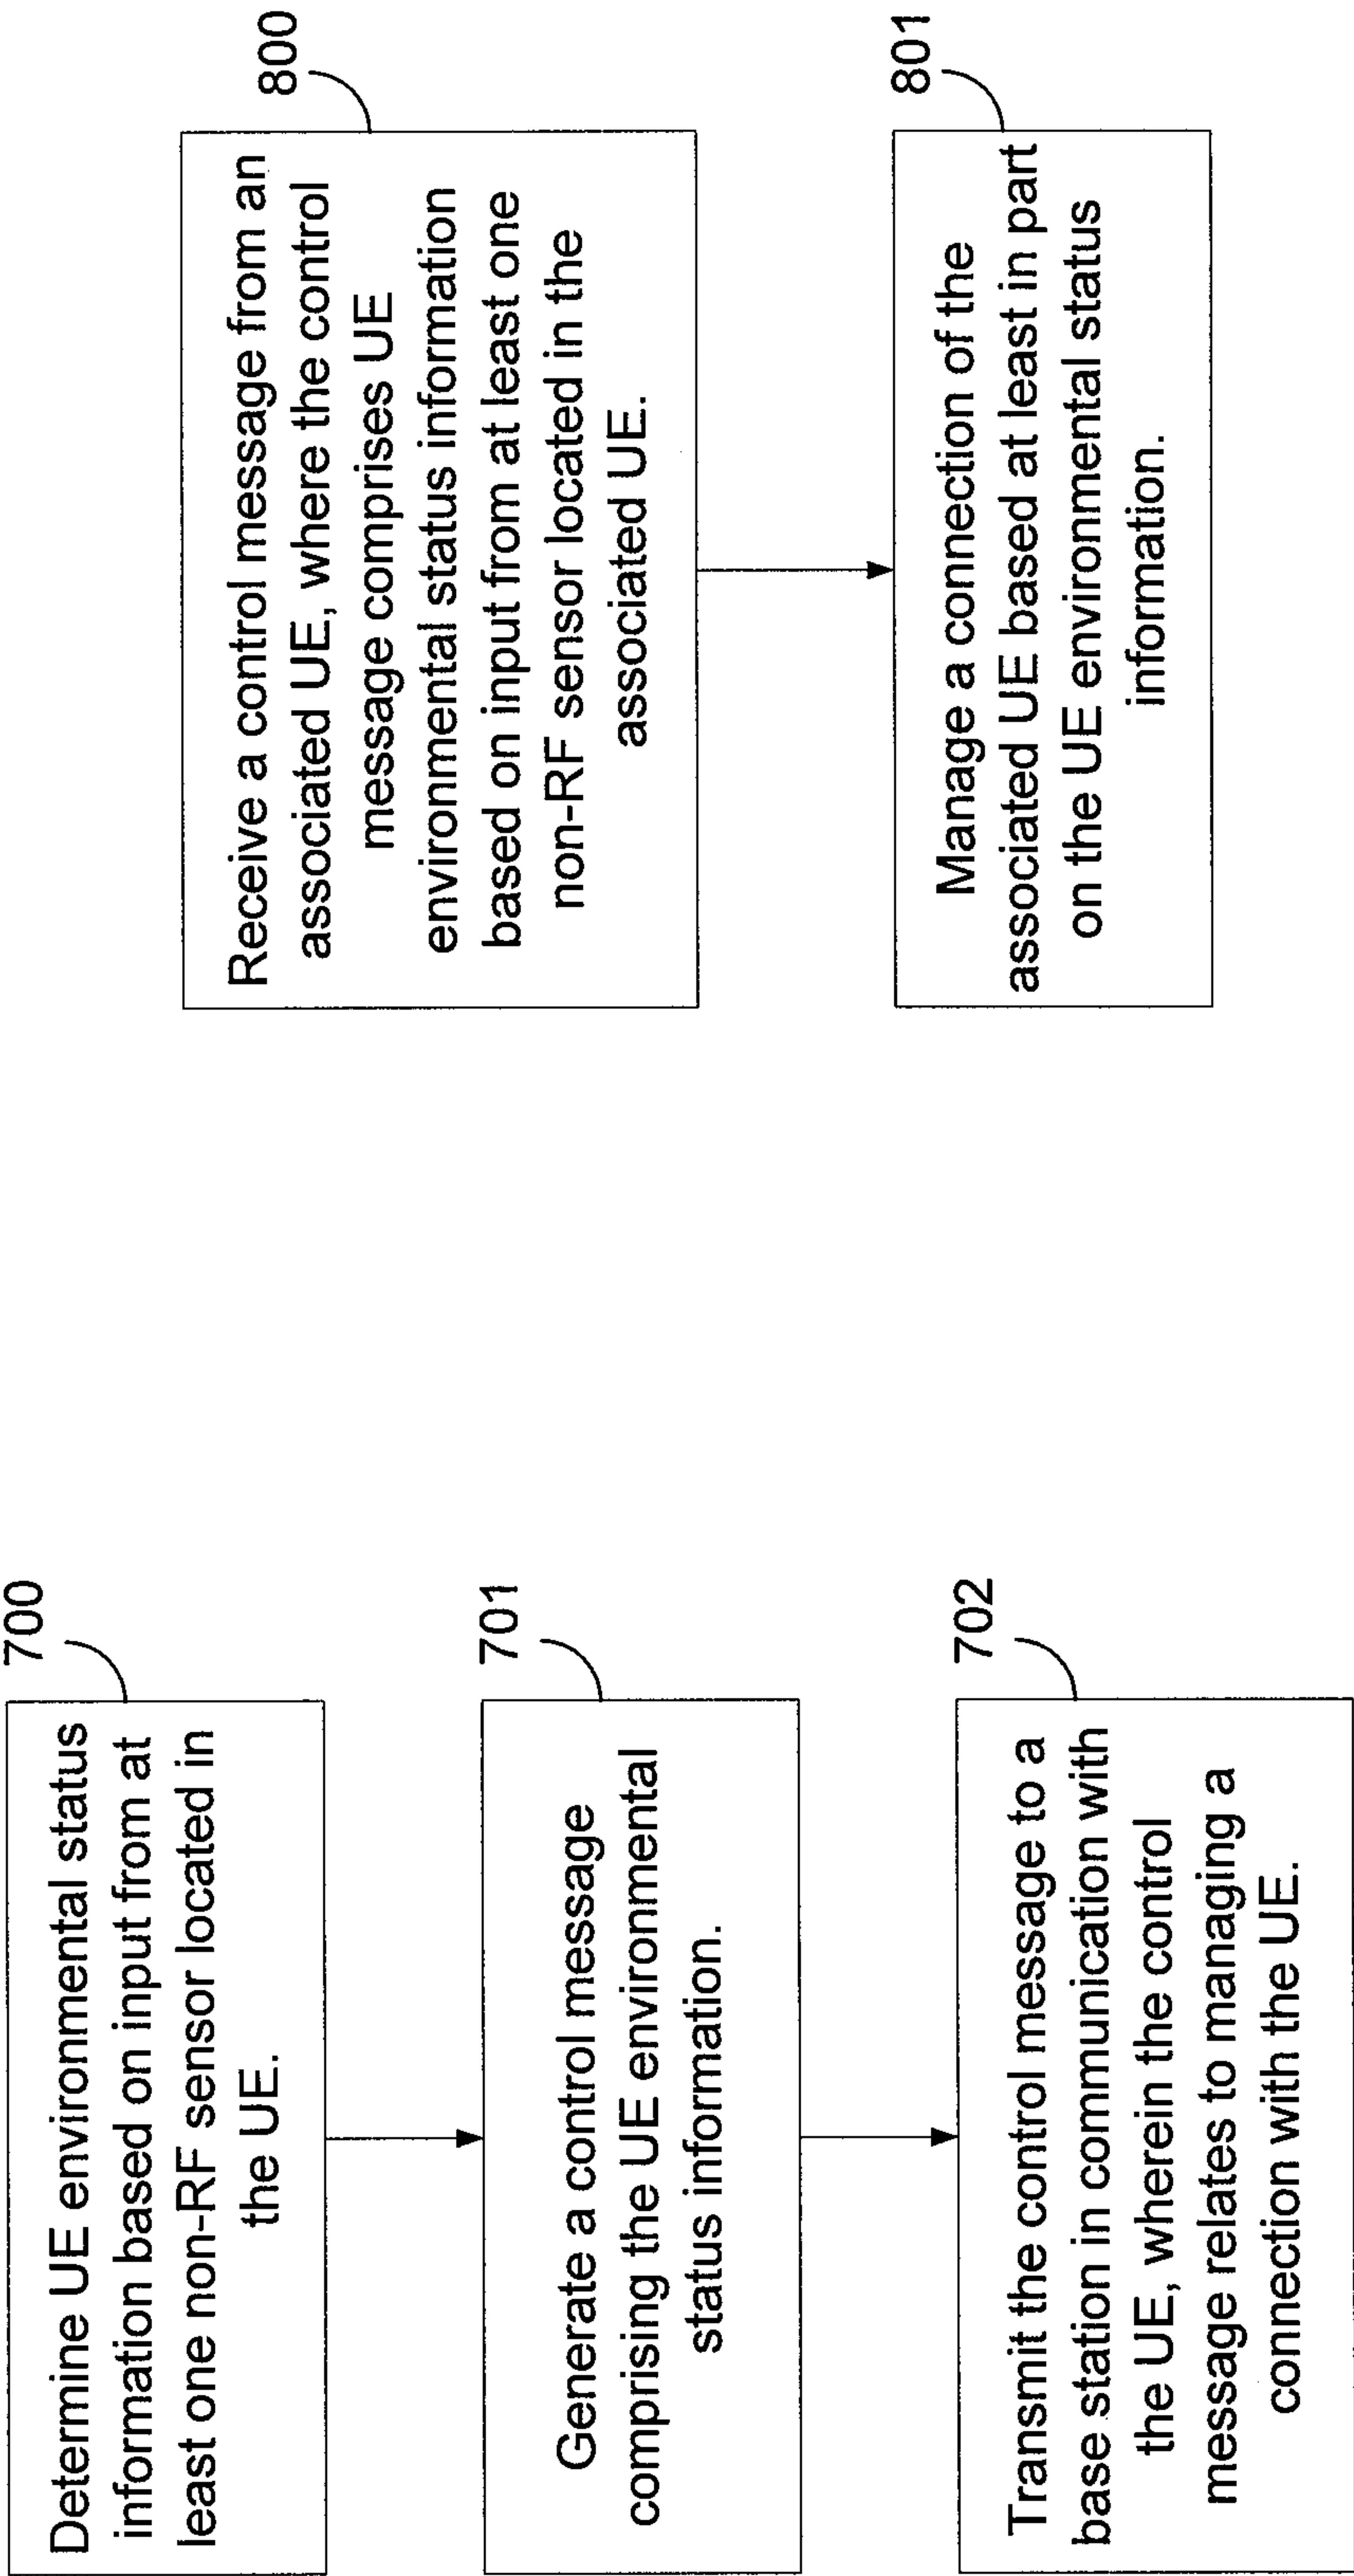 700
Determine UE environmental status
information based on input from at
least one non-RF sensor located in
the UE.
701
Generate a control message
comprising the UE environmental
status information.
702
Transmit the control message to a
base station in communication with
the UE, wherein the control
message relates to managing a
connection with the UE.
800
Receive a control message from an
associated UE, where the control
message comprises UE
environmental status information
based on input from at least one
non-RF sensor located in the
associated UE.
801
Manage a connection of the
associated UE based at least in part
on the UE environmental status
information.